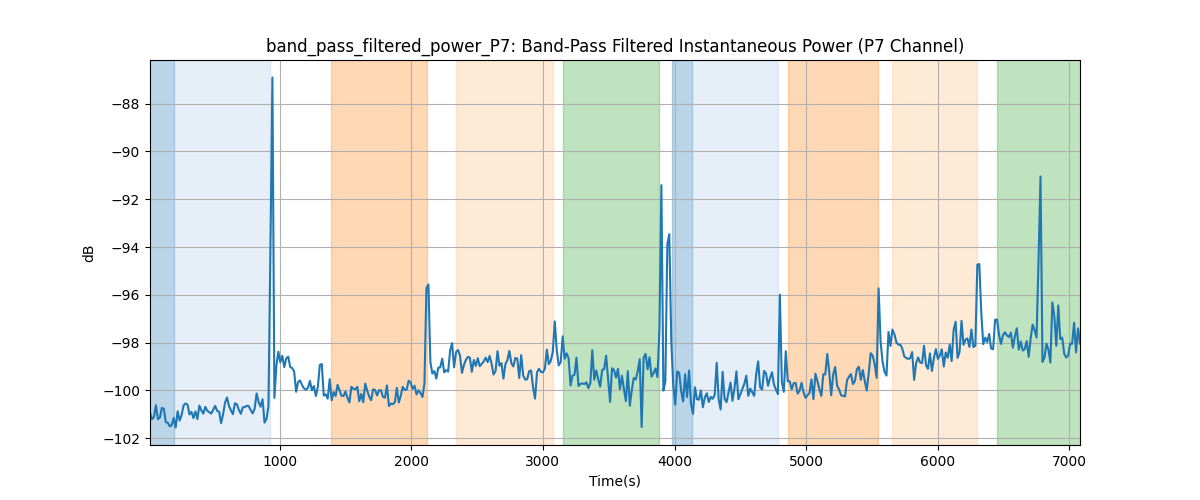 band_pass_filtered_power_P7: Band-Pass Filtered Instantaneous Power (P7 Channel)
−88
−90
−92
−94
−96
−98
−100
−102
dB
1000 2000 3000 4000 5000 6000 7000
Time(s)